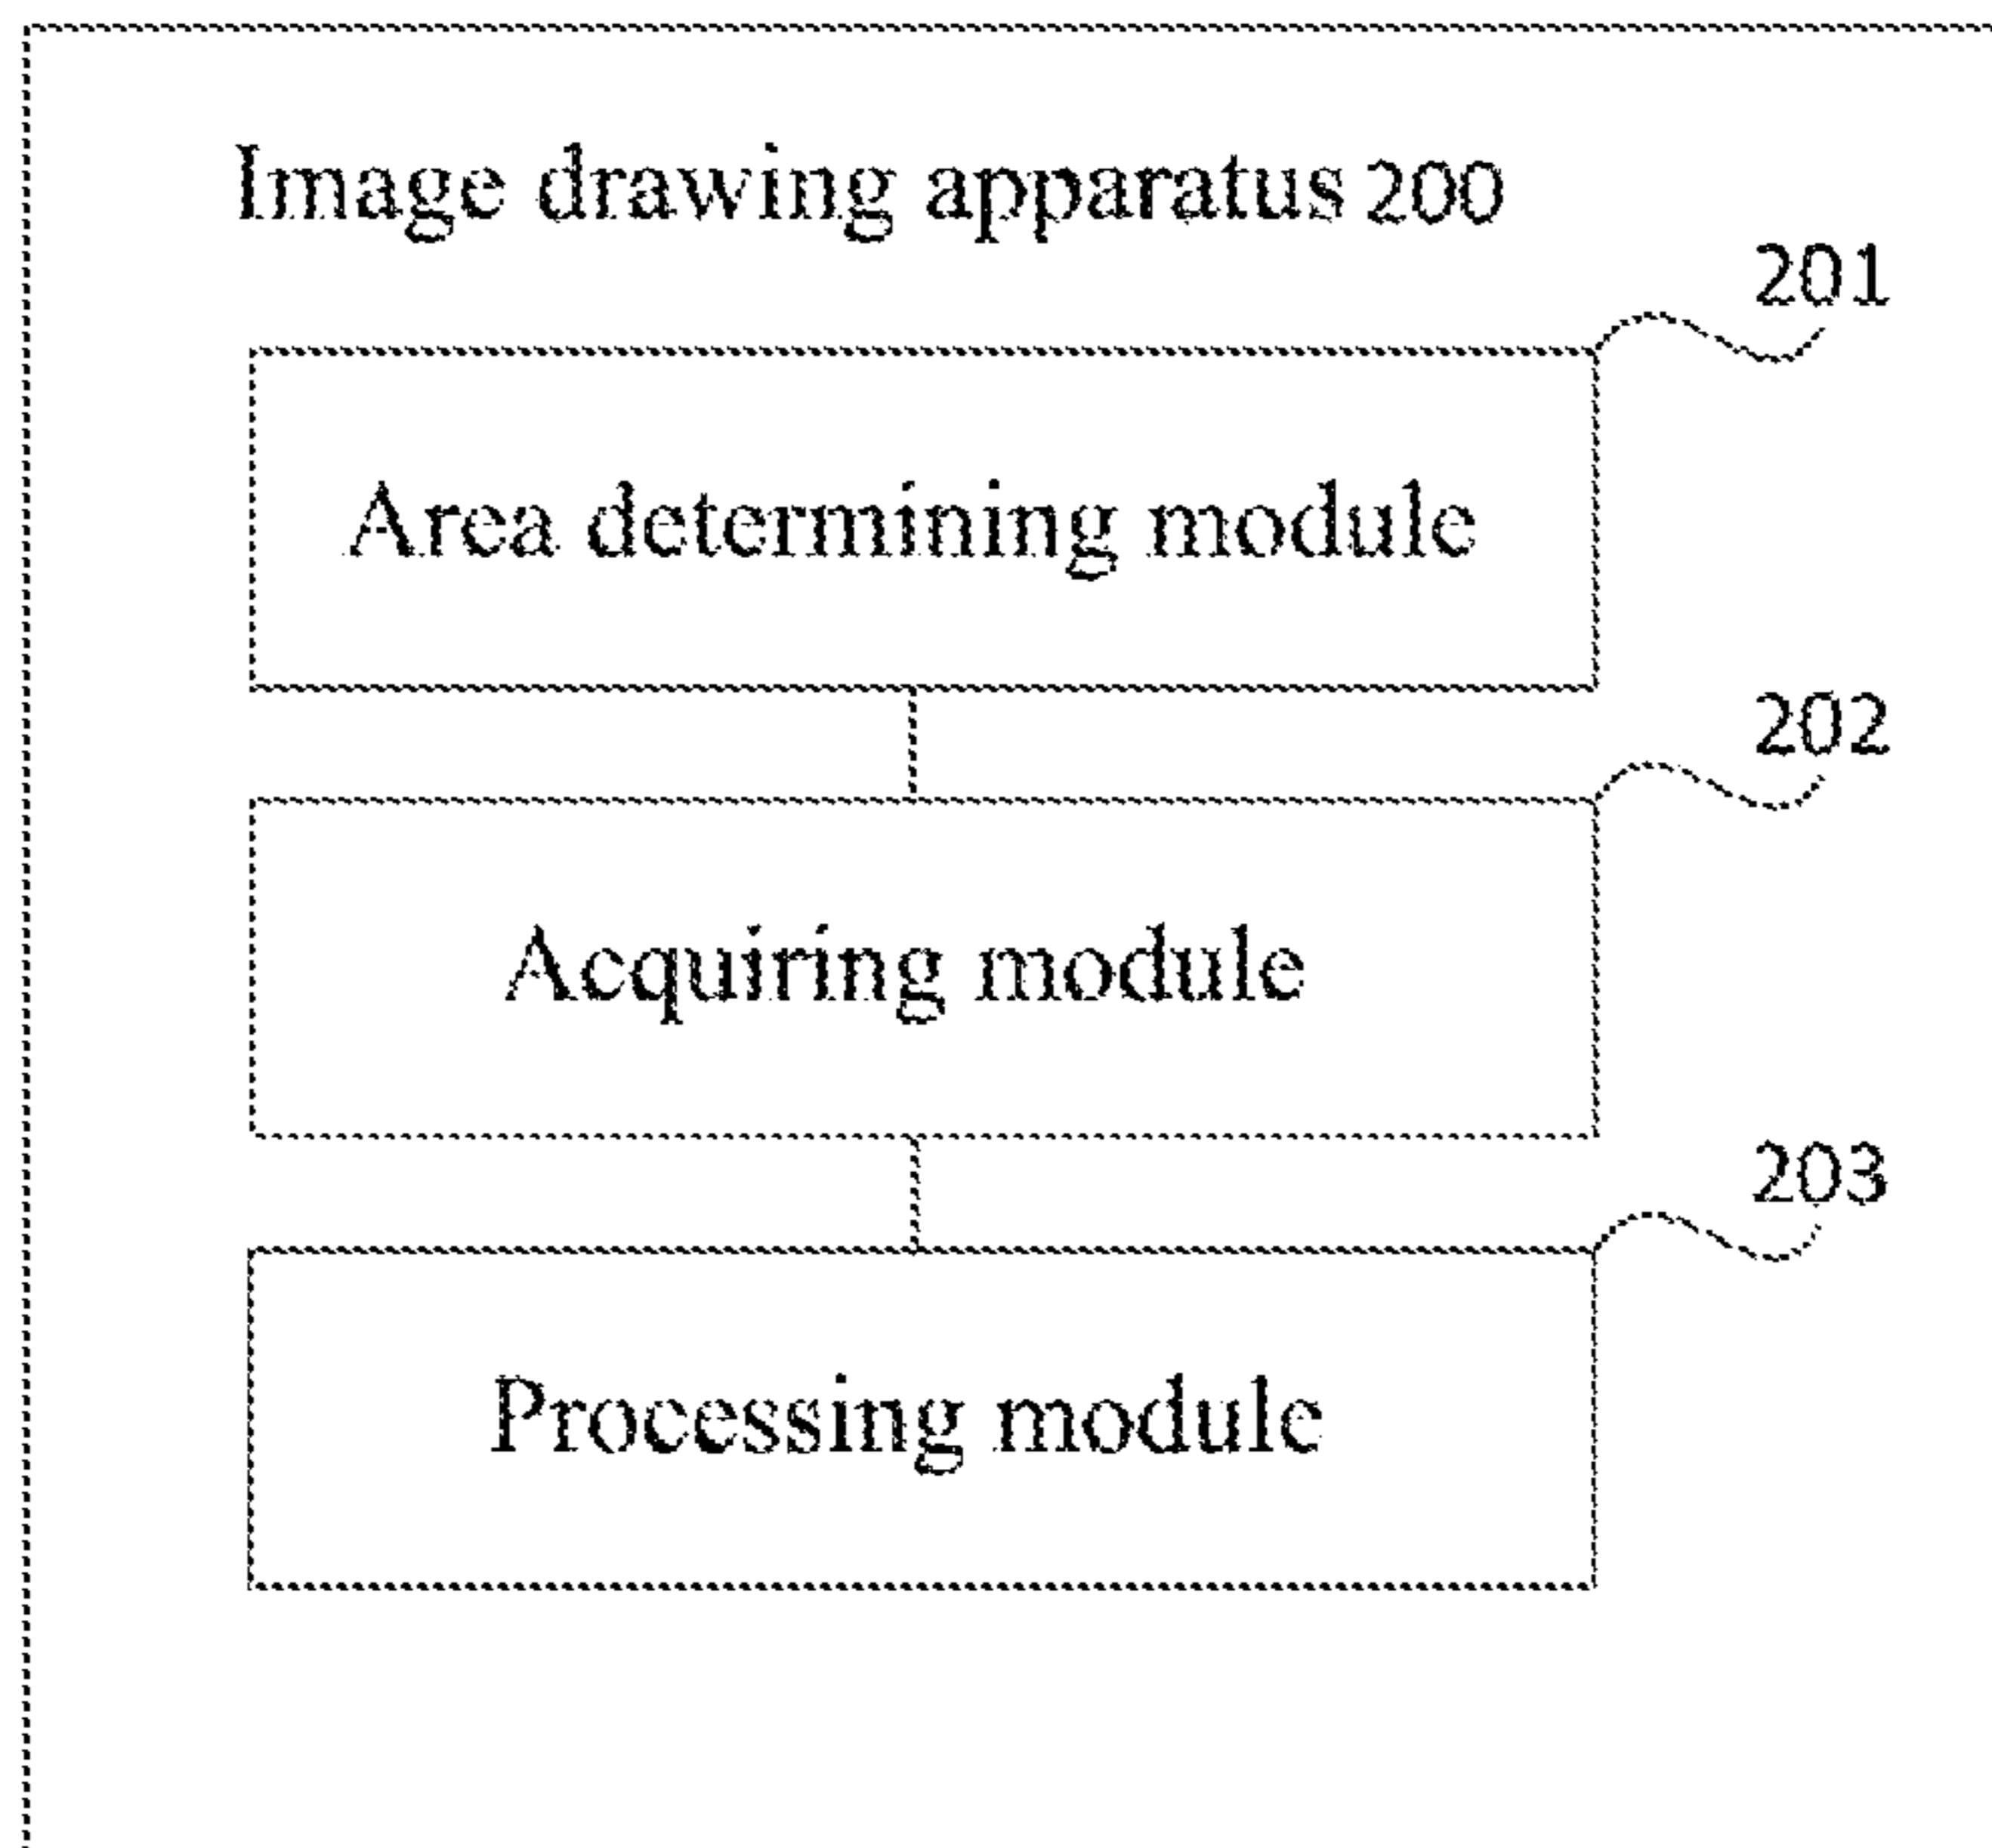 Image drawing apparatus 200
201
Area determining module
202
Acquiring module
203
Processing module